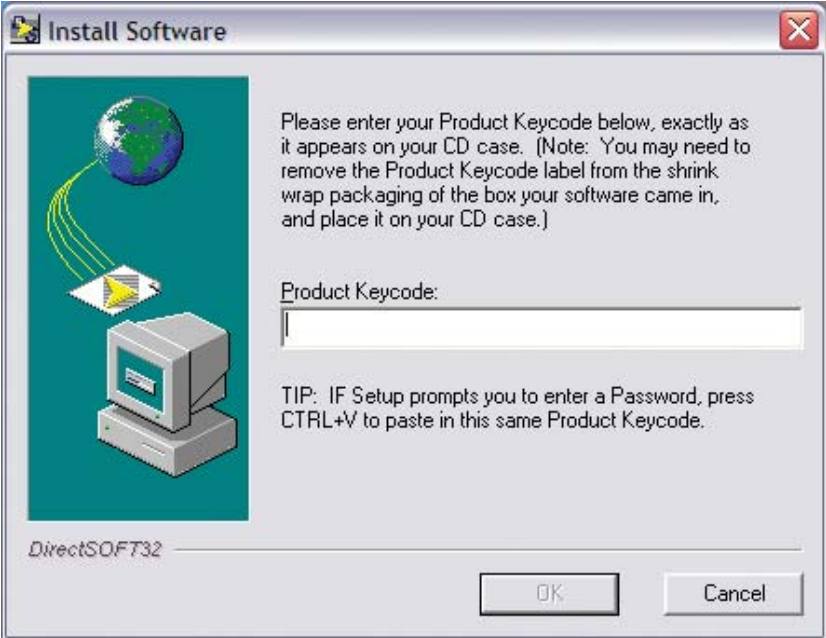 Install Software
Please enter your Product Keycode below, exactly as
it appears on your CD case.  (Note:  You may need to
remove the Product Keycode label from the shrink
wrap packaging of the box your software came in,
and place it on your CD case.)
Product Keycode:
TIP:  IF Setup prompts you to enter a Password, press
CTRL+V to paste in this same Product Keycode.
DirectSOFT32
OK
Cancel